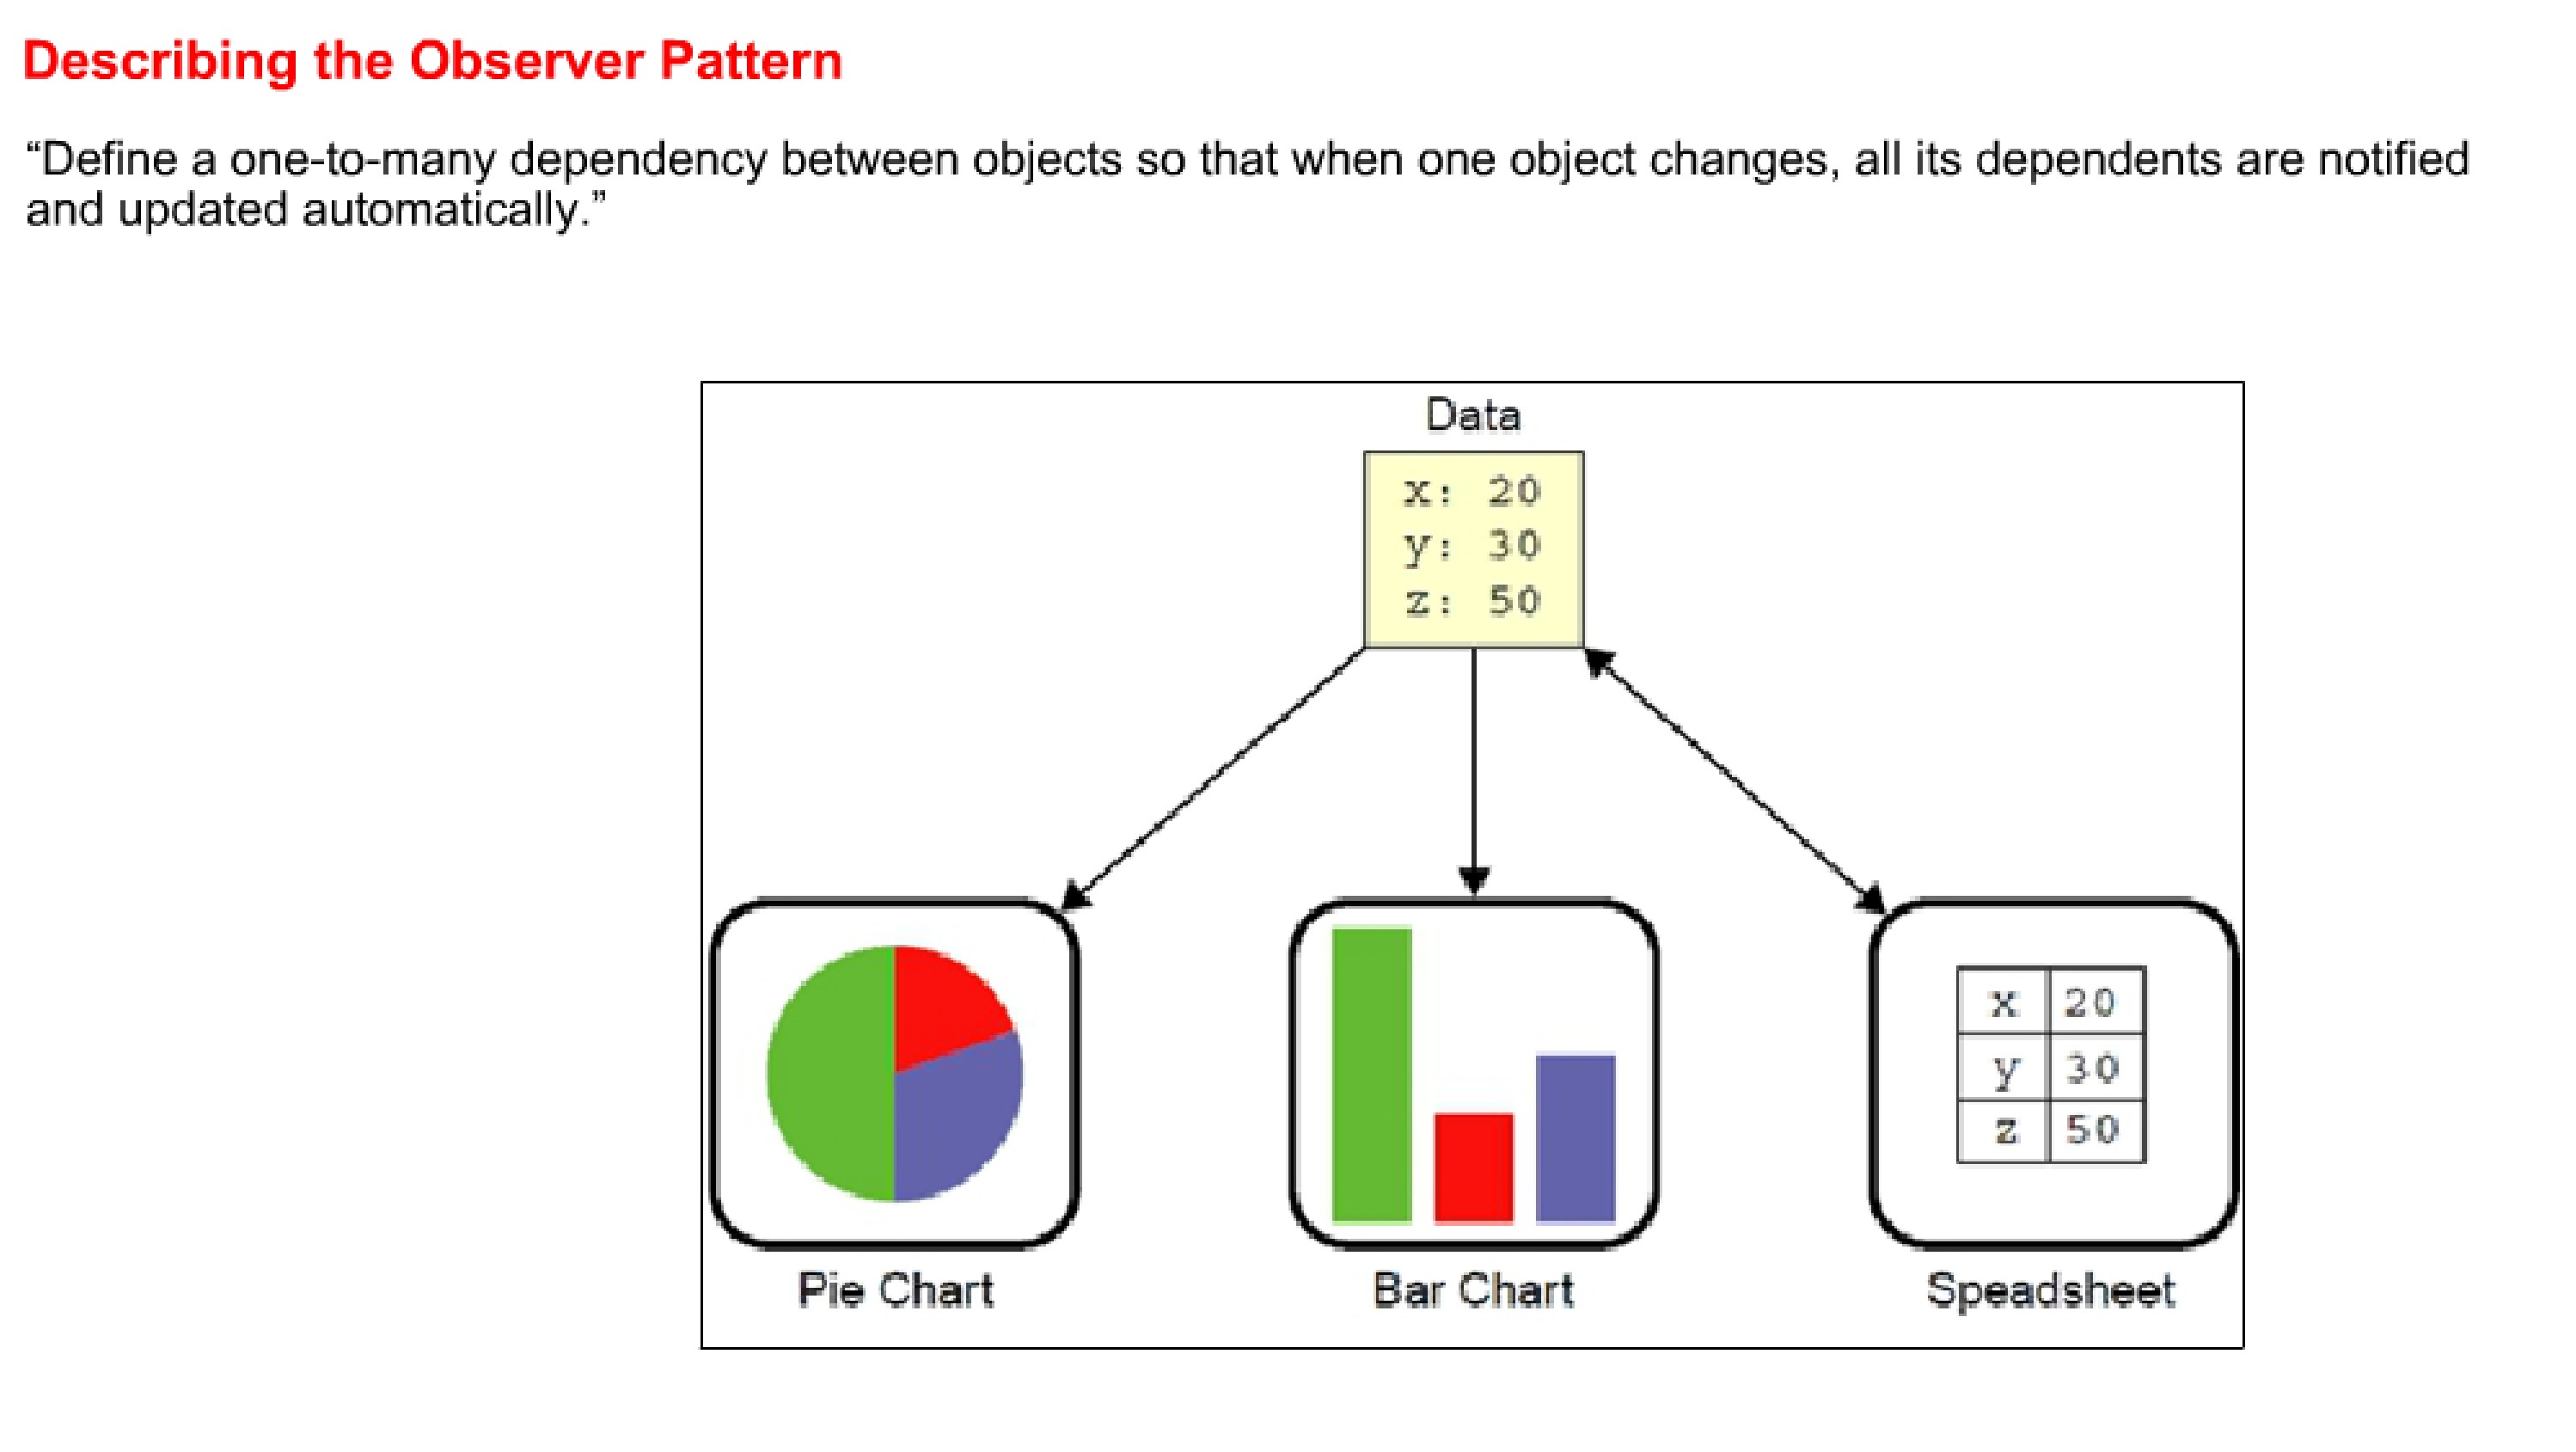 Describing the Observer Pattern
“Define a one-to-many dependency between objects so that when one object changes, all its dependents are notified
and updated automatically.”
Data
x: 20
y: 30
z: 50
x 20
y 30
z 50
Pie Chart
Bar Chart
Speadsheet